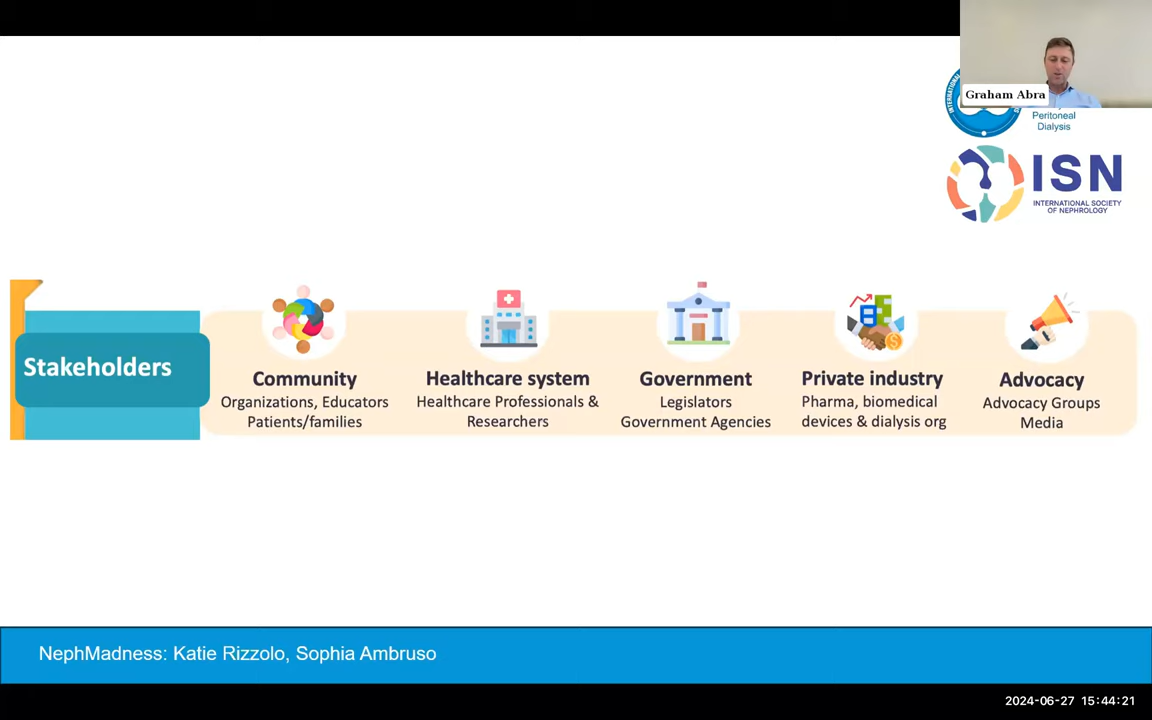 Graham Abra
INTERNATIONAL
Peritoneal
Dialysis
ISN
INTERNATIONAL SOCIETY
OF NEPHROLOGY
Stakeholders
Community
Organizations, Educators
Patients/families
Healthcare system
Healthcare Professionals &
Researchers
Government
Legislators
Government Agencies
Private industry
Pharma, biomedical
devices & dialysis org
Advocacy
Advocacy Groups
Media
NephMadness: Katie Rizzolo, Sophia Ambruso
2024-06-27 15:44:21